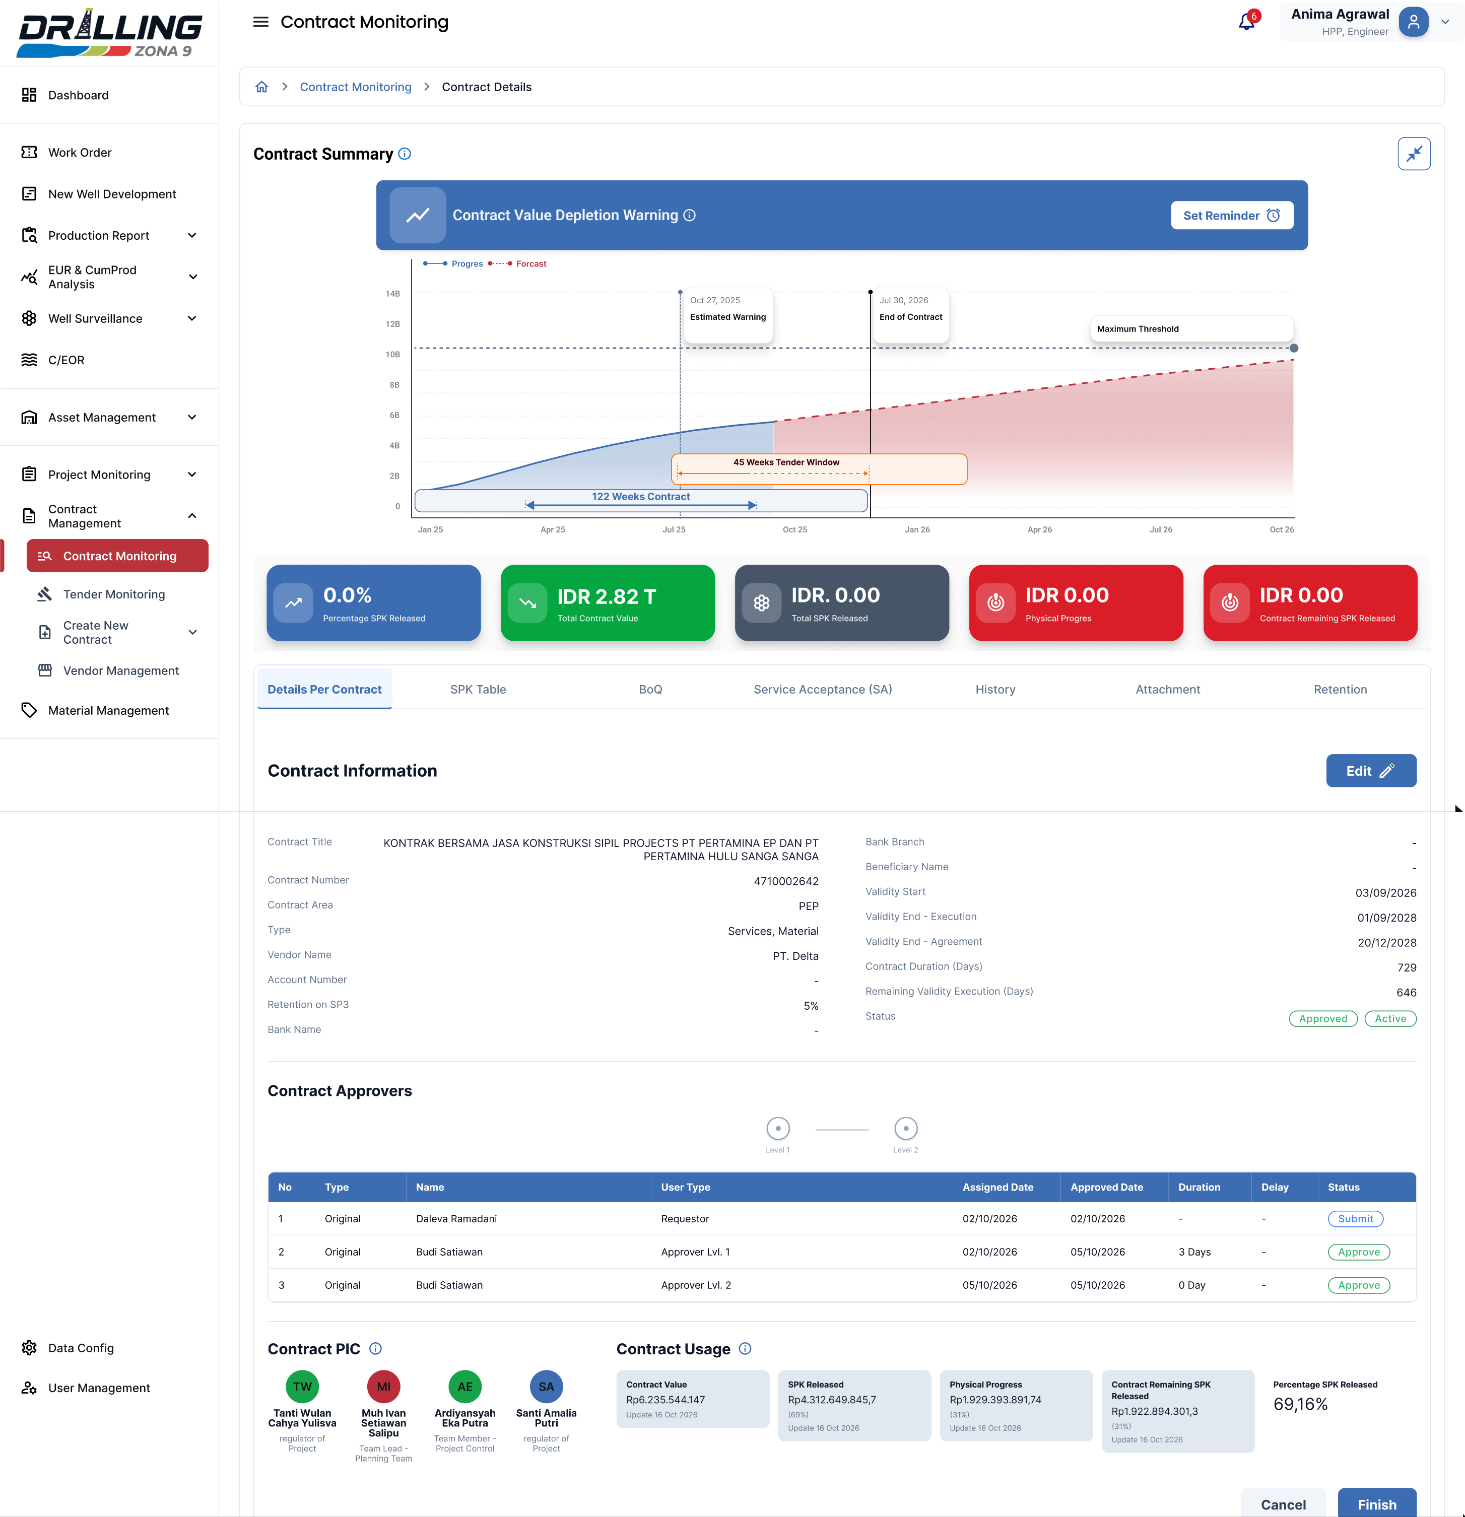 DRILLING
ZONA 9
Contract Monitoring
6
Anima Agrawal
HPP, Engineer
Dashboard
Work Order
New Well Development
Production Report
EUR & CumProd
Analysis
Well Surveillance
C/EOR
Asset Management
Project Monitoring
Contract
Management
Contract Monitoring
Tender Monitoring
Create New
Contract
Vendor Management
Material Management
Data Config
User Management
Contract Monitoring
Contract Details
Contract Summary
Contract Value Depletion Warning
Set Reminder
Progres
Forcast
14B
12B
10B
8B
6B
4B
2B
0
Oct 27, 2025
Estimated Warning
Jul 30, 2026
End of Contract
Maximum Threshold
45 Weeks Tender Window
122 Weeks Contract
Jan 25
Apr 25
Jul 25
Oct 25
Jan 26
Apr 26
Jul 26
Oct 26
0.0%
Percentage SPK Released
IDR 2.82 T
Total Contract Value
IDR. 0.00
Total SPK Released
IDR 0.00
Physical Progres
IDR 0.00
Contract Remaining SPK Released
Details Per Contract
SPK Table
BoQ
Service Acceptance (SA)
History
Attachment
Retention
Contract Information
Edit
Contract Title
KONTRAK BERSAMA JASA KONSTRUKSI SIPIL PROJECTS PT PERTAMINA EP DAN PT
PERTAMINA HULU SANGA SANGA
Contract Number
4710002642
Contract Area
PEP
Type
Services, Material
Vendor Name
PT. Delta
Account Number
-
Retention on SP3
5%
Bank Name
-
Bank Branch
-
Beneficiary Name
-
Validity Start
03/09/2026
Validity End - Execution
01/09/2028
Validity End - Agreement
20/12/2028
Contract Duration (Days)
729
Remaining Validity Execution (Days)
646
Status
Approved
Active
Contract Approvers
Level 1
Level 2
No Type Name User Type Assigned Date Approved Date Duration Delay Status
1 Original Daleva Ramadani Requestor 02/10/2026 02/10/2026 - - Submit
2 Original Budi Satiawan Approver Lvl. 1 02/10/2026 05/10/2026 3 Days - Approve
3 Original Budi Satiawan Approver Lvl. 2 05/10/2026 05/10/2026 0 Day - Approve
Contract PIC
TW
Tanti Wulan
Cahya Yulisva
regulator of
Project
MI
Muh Ivan
Setiawan
Salipu
Team Lead -
Planning Team
AE
Ardiyansyah
Eka Putra
Team Member -
Project Control
SA
Santi Amalia
Putri
regulator of
Project
Contract Usage
Contract Value
Rp6.235.544.147
Update 16 Oct 2026
SPK Released
Rp4.312.649.845,7
(69%)
Update 16 Oct 2026
Physical Progress
Rp1.929.393.891,74
(31%)
Update 16 Oct 2026
Contract Remaining SPK
Released
Rp1.922.894.301,3
(31%)
Update 16 Oct 2026
Percentage SPK Released
69,16%
Cancel
Finish